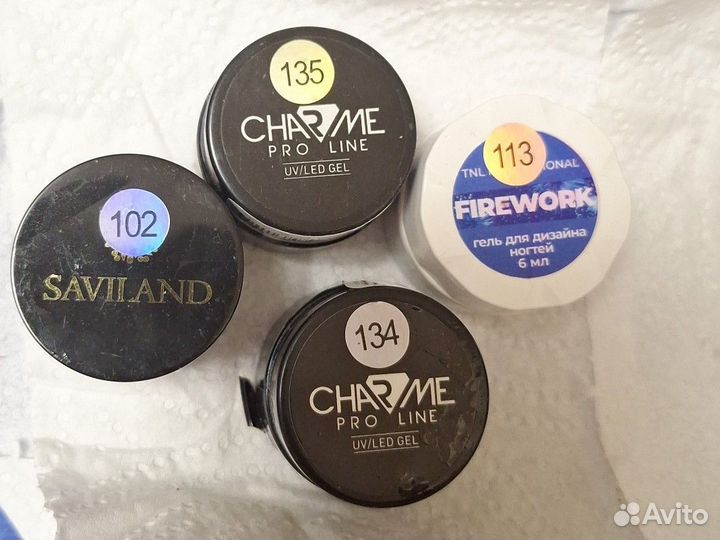 135
CHARME
PRO LINE
UV/LED GEL
113
TNL
FIREWORK
гель для дизайна
ногтей
6 мл
102
SAVILAND
134
CHARME
PRO LINE
UV/LED GEL
Avito